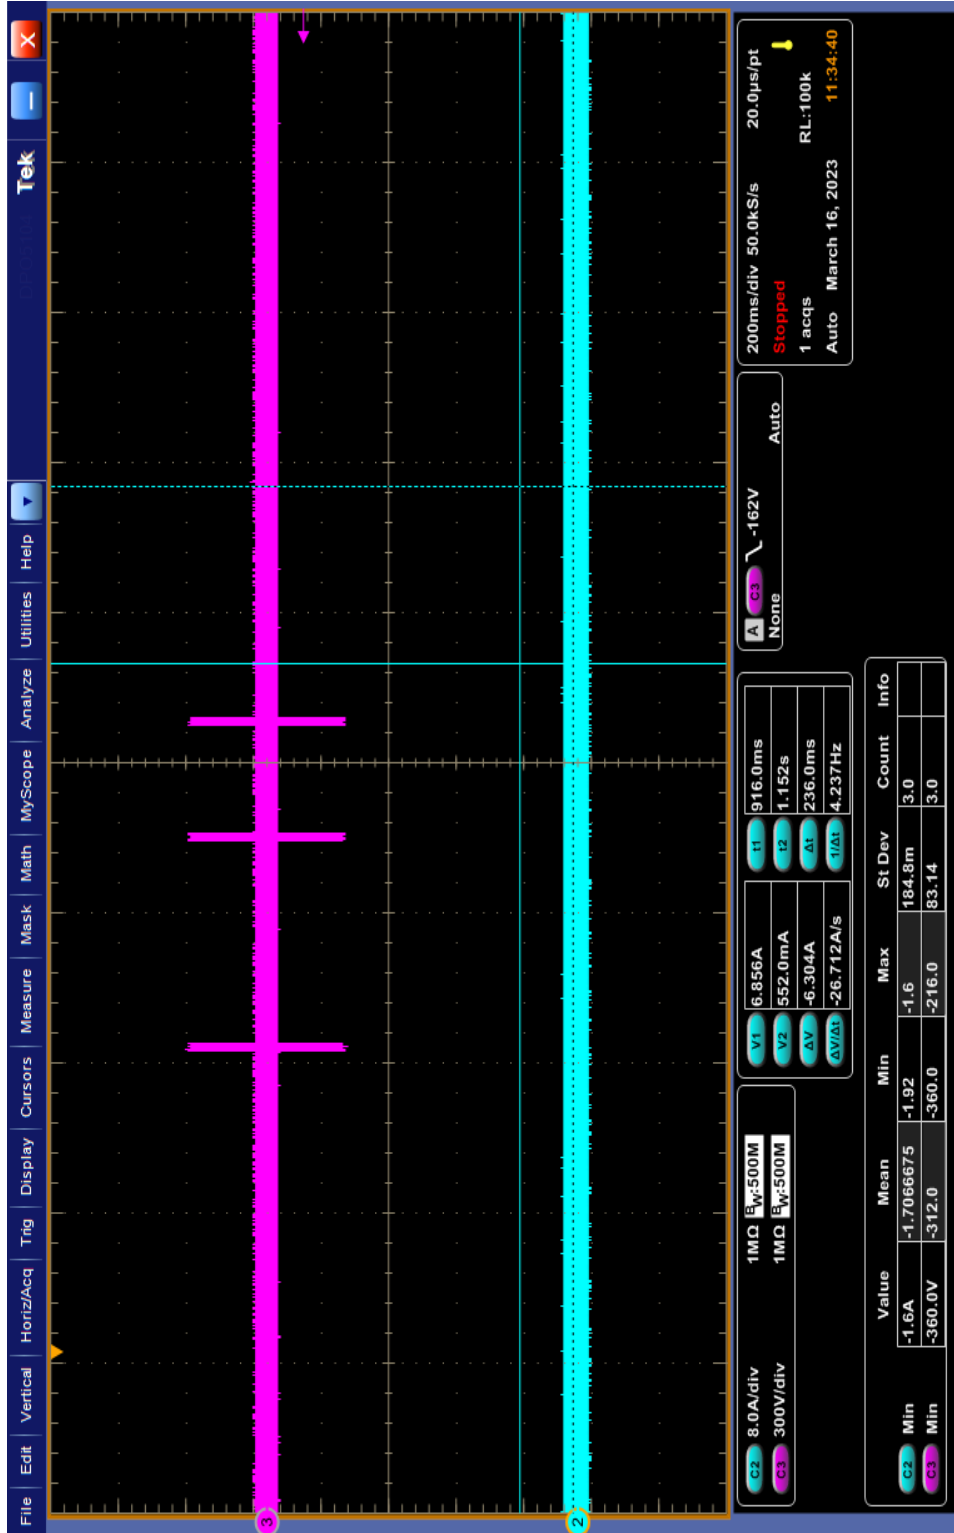 File Edit Vertical Horiz/Acq Trig Display Cursors Measure Mask Math MyScope Analyze Utilities Help Tek X
3
2
C2 8.0A/div 1MΩ BW:500M
C3 300V/div 1MΩ BW:500M
V1 6.856A
V2 552.0mA
ΔV -6.304A
ΔV/Δt -26.712A/s
t1 916.0ms
t2 1.152s
Δt 236.0ms
1/Δt 4.237Hz
A C3 -162V
None Auto
200ms/div 50.0kS/s 20.0µs/pt
Stopped
1 acqs RL:100k
Auto March 16, 2023 11:34:40
Value Mean Min Max St Dev Count Info
C2 Min -1.6A -1.7066675 -1.92 -1.6 184.8m 3.0
C3 Min -360.0V -312.0 -360.0 -216.0 83.14 3.0